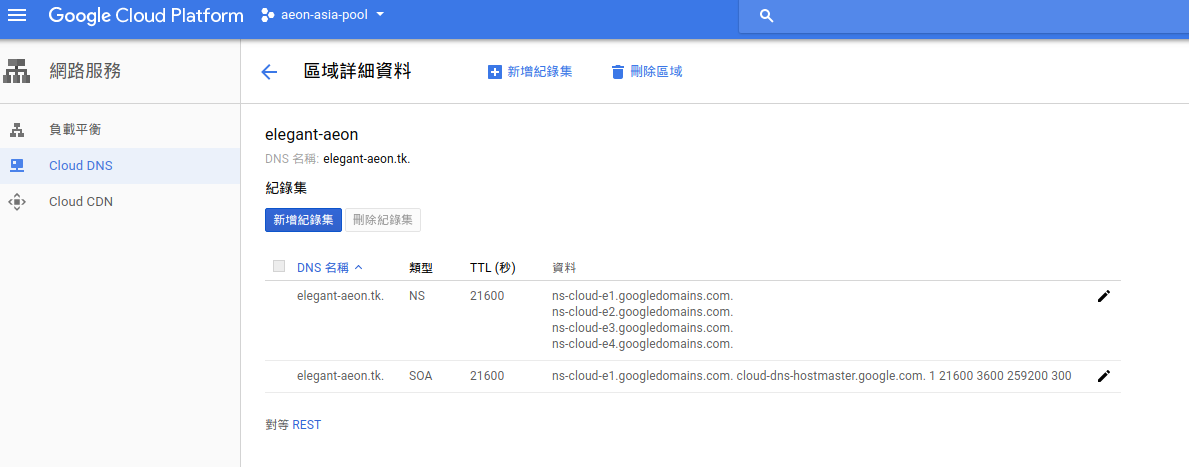 Google Cloud Platform aeon-asia-pool
網路服務 區域詳細資料 新增紀錄集 刪除區域
負載平衡
Cloud DNS
Cloud CDN
elegant-aeon
DNS 名稱: elegant-aeon.tk.
紀錄集
新增紀錄集 刪除紀錄集
DNS 名稱 類型 TTL (秒) 資料
elegant-aeon.tk. NS 21600 ns-cloud-e1.googledomains.com.
ns-cloud-e2.googledomains.com.
ns-cloud-e3.googledomains.com.
ns-cloud-e4.googledomains.com.
elegant-aeon.tk. SOA 21600 ns-cloud-e1.googledomains.com. cloud-dns-hostmaster.google.com. 1 21600 3600 259200 300
對等 REST